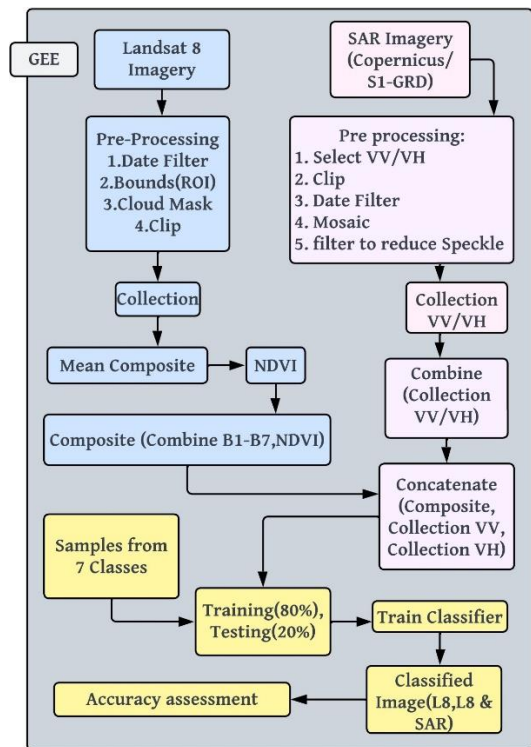 GEE
Landsat 8
Imagery
SAR Imagery
(Copernicus/
S1-GRD)
Pre-Processing
1.Date Filter
2.Bounds(ROI)
3.Cloud Mask
4.Clip
Pre processing:
1. Select VV/VH
2. Clip
3. Date Filter
4. Mosaic
5. filter to reduce Speckle
Collection
Collection
VV/VH
Mean Composite
NDVI
Combine
(Collection
VV/VH)
Composite (Combine B1-B7,NDVI)
Concatenate
(Composite,
Collection VV,
Collection VH)
Samples from
7 Classes
Training(80%),
Testing(20%)
Train Classifier
Classified
Image(L8,L8 &
SAR)
Accuracy assessment